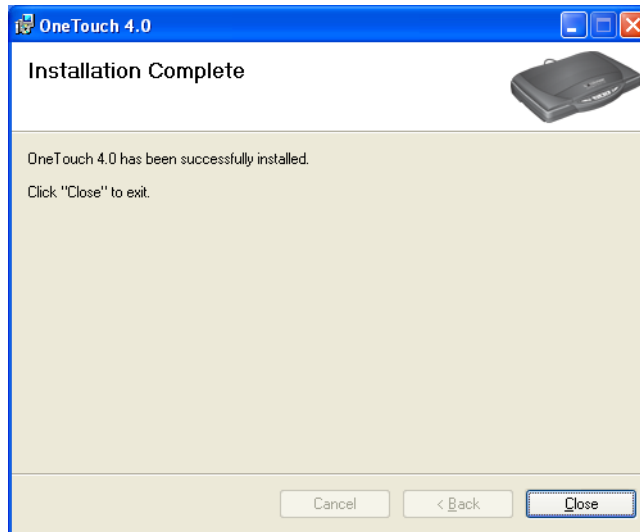 OneTouch 4.0
Installation Complete
OneTouch 4.0 has been successfully installed.
Click "Close" to exit.
Cancel
< Back
Close